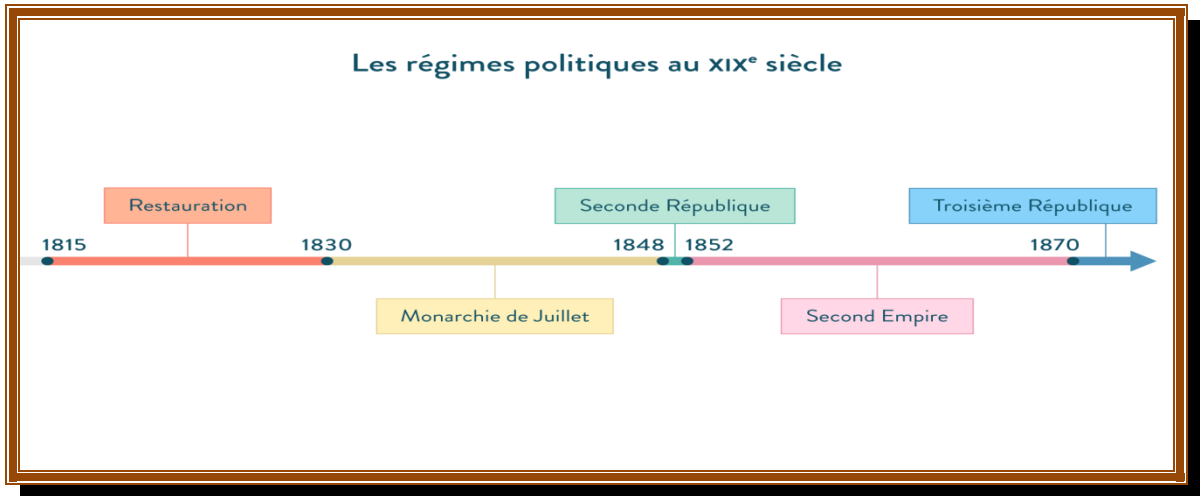 Les régimes politiques au XIXe siècle
Restauration
Seconde République
Troisième République
1815
1830
1848
1852
1870
Monarchie de Juillet
Second Empire